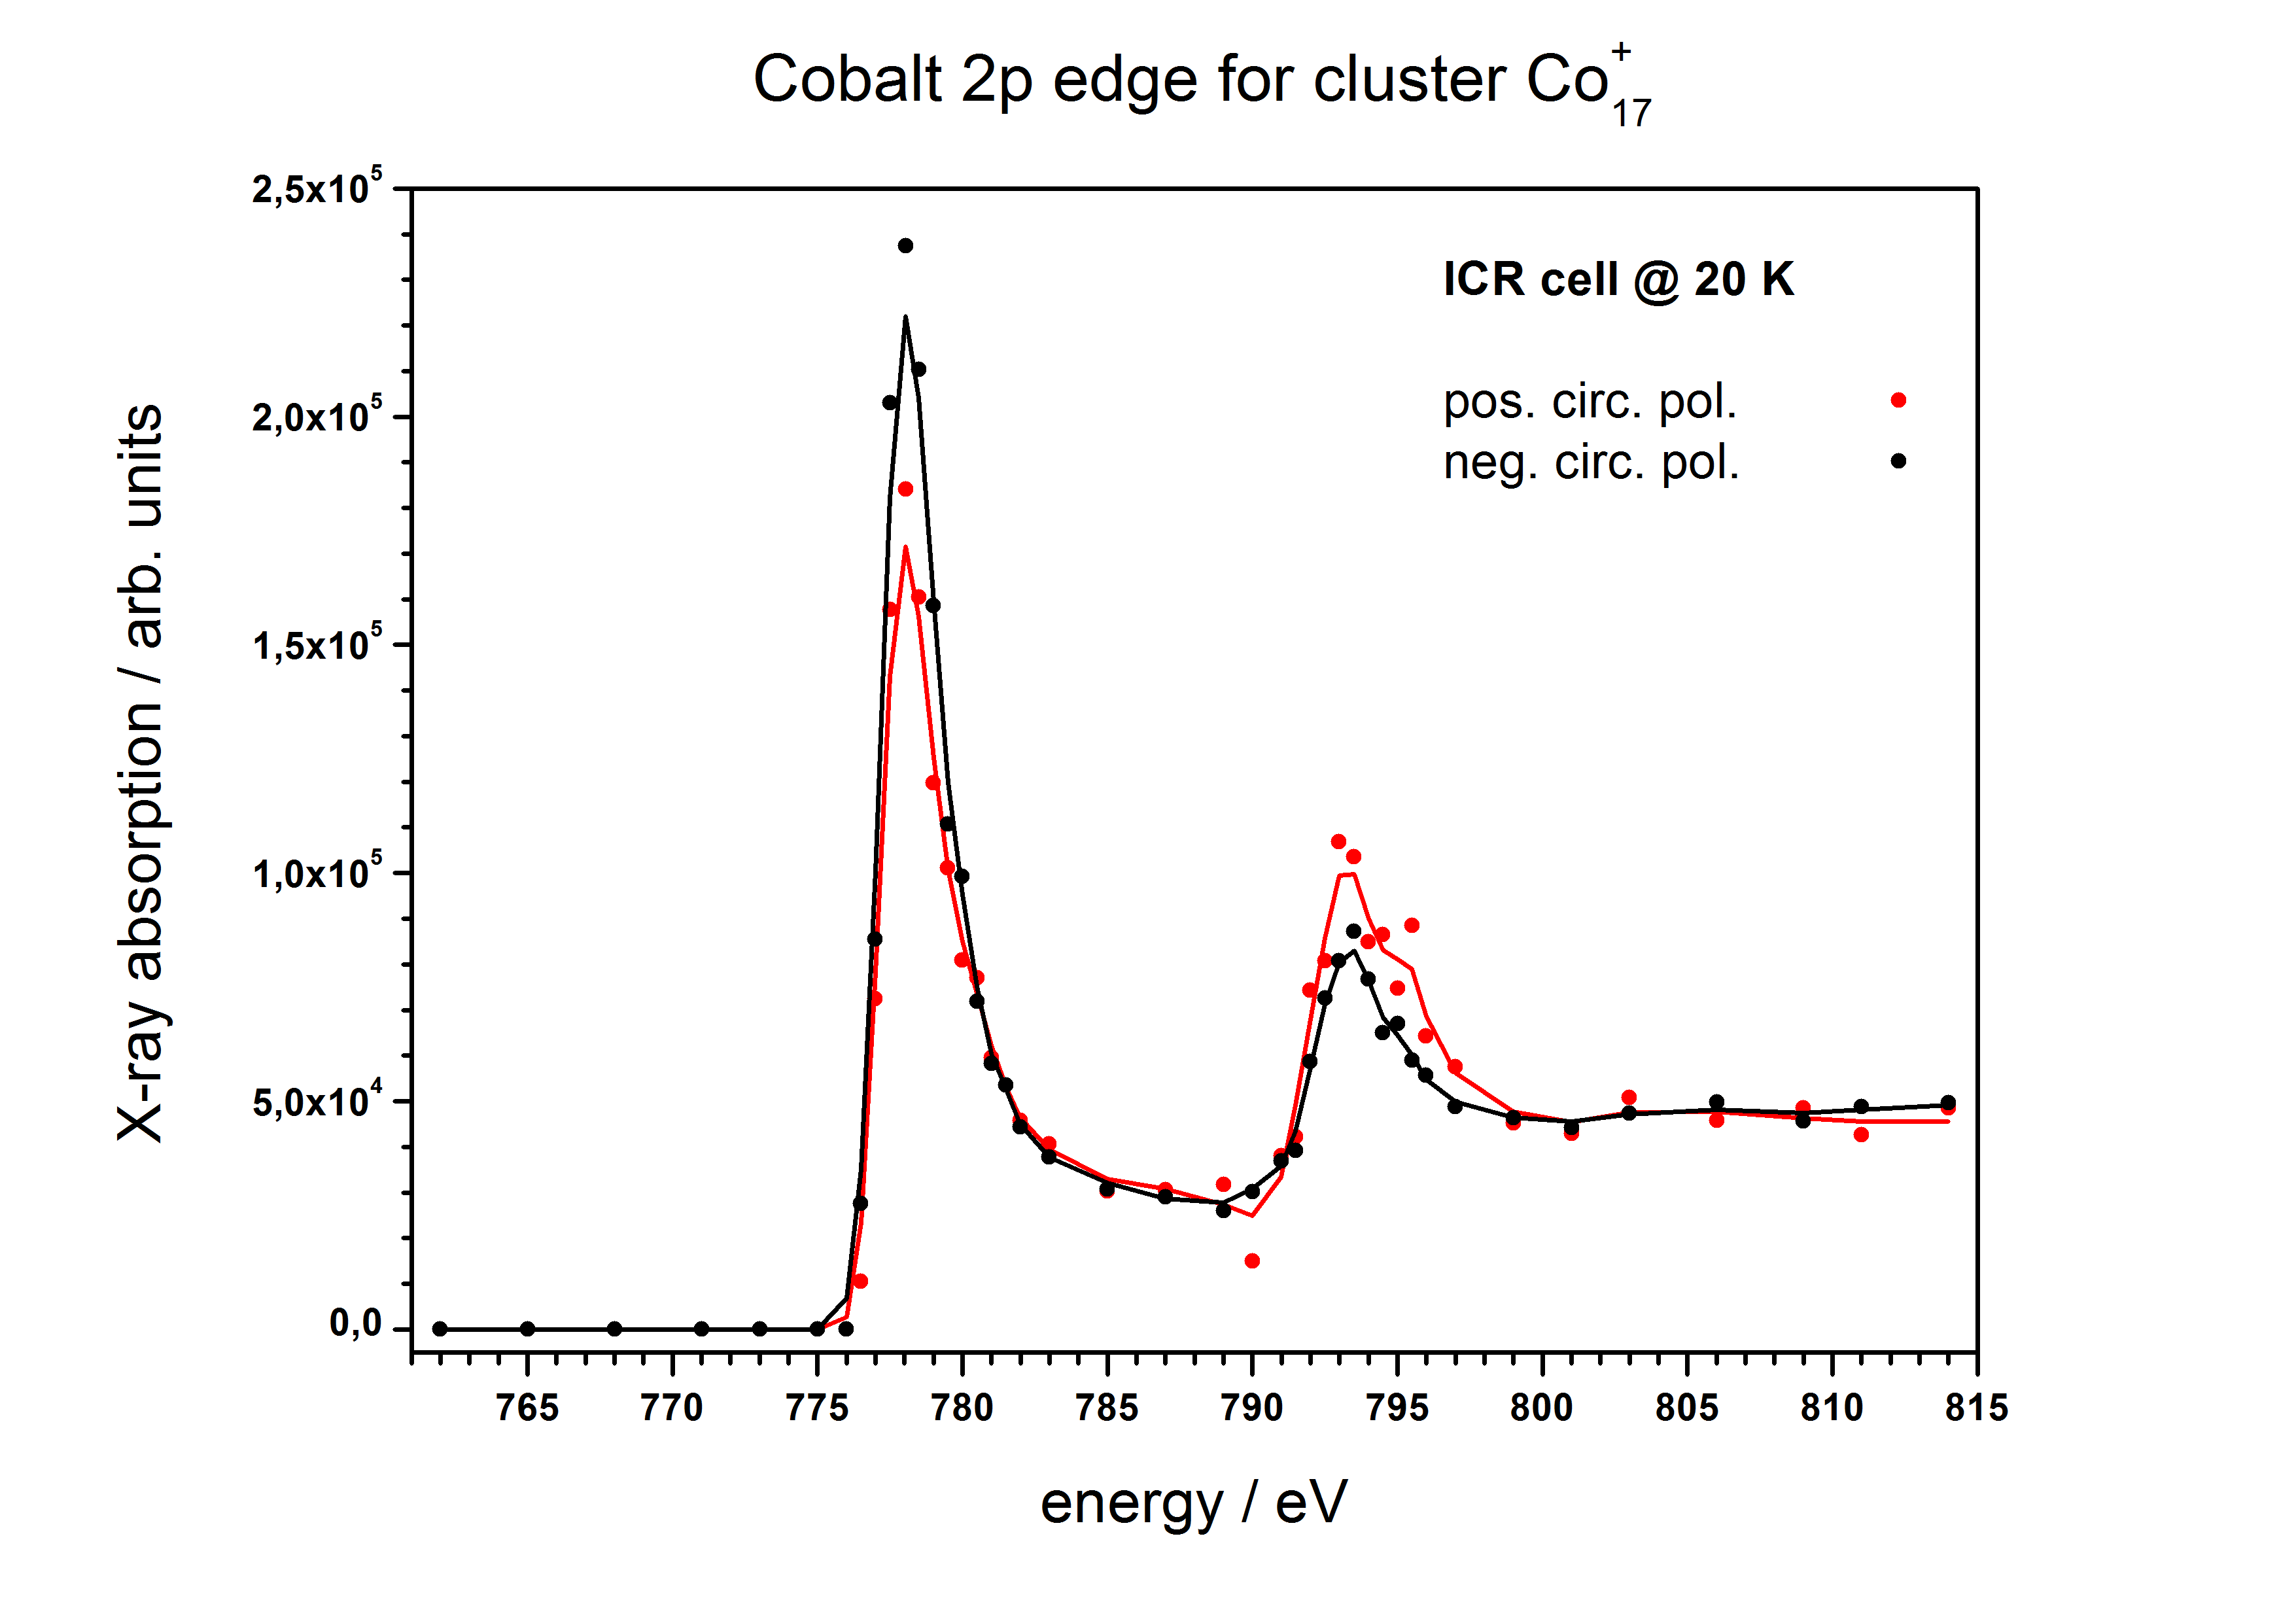 Cobalt 2p edge for cluster Co₁₇⁺
2,5x10⁵
2,0x10⁵
1,5x10⁵
1,0x10⁵
5,0x10⁴
0,0
X-ray absorption / arb. units
ICR cell @ 20 K
pos. circ. pol.
neg. circ. pol.
765 770 775 780 785 790 795 800 805 810 815
energy / eV